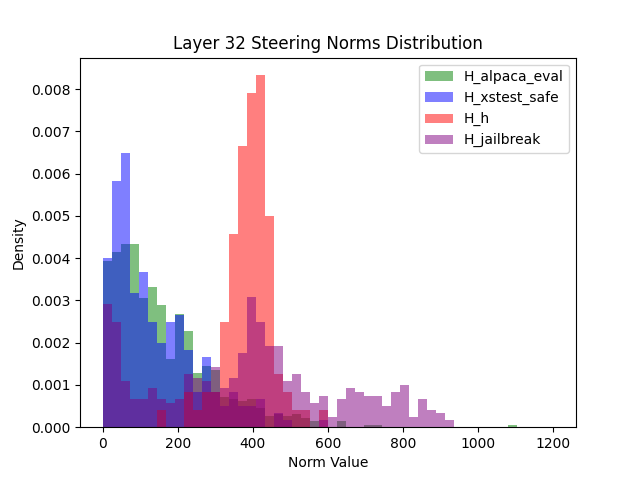 Layer 32 Steering Norms Distribution
H_alpaca_eval
H_xstest_safe
H_h
H_jailbreak
Density
0.008
0.007
0.006
0.005
0.004
0.003
0.002
0.001
0.000
0 200 400 600 800 1000 1200
Norm Value